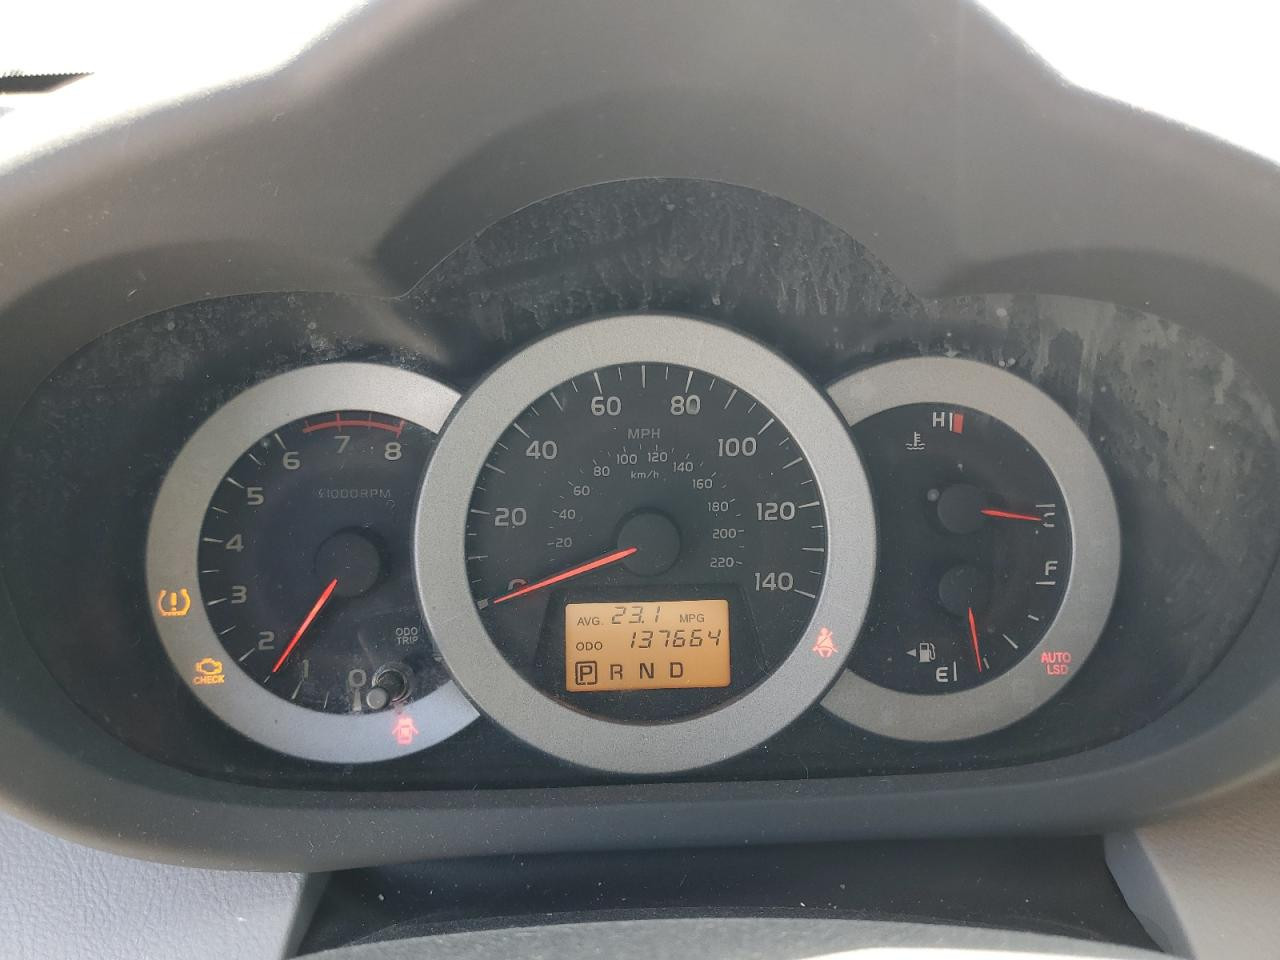 60 80
MPH
40 100
100 120
80 140
km/h
60 160
20 40 180 120
20 200
220
0 140
7
6 8
5
x1000RPM
4
3
2
1 0
ODO
TRIP
CHECK
AVG. 23.1 MPG
ODO 137664
P R N D
H
C
F
E
AUTO
LSD